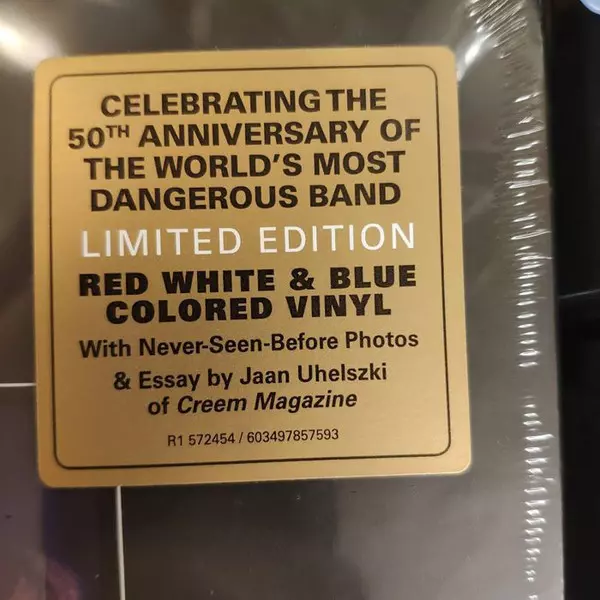 CELEBRATING THE
50TH ANNIVERSARY OF
THE WORLD'S MOST
DANGEROUS BAND
LIMITED EDITION
RED WHITE & BLUE
COLORED VINYL
With Never-Seen-Before Photos
& Essay by Jaan Uhelszki
of Creem Magazine
R1 572454 / 603497857593